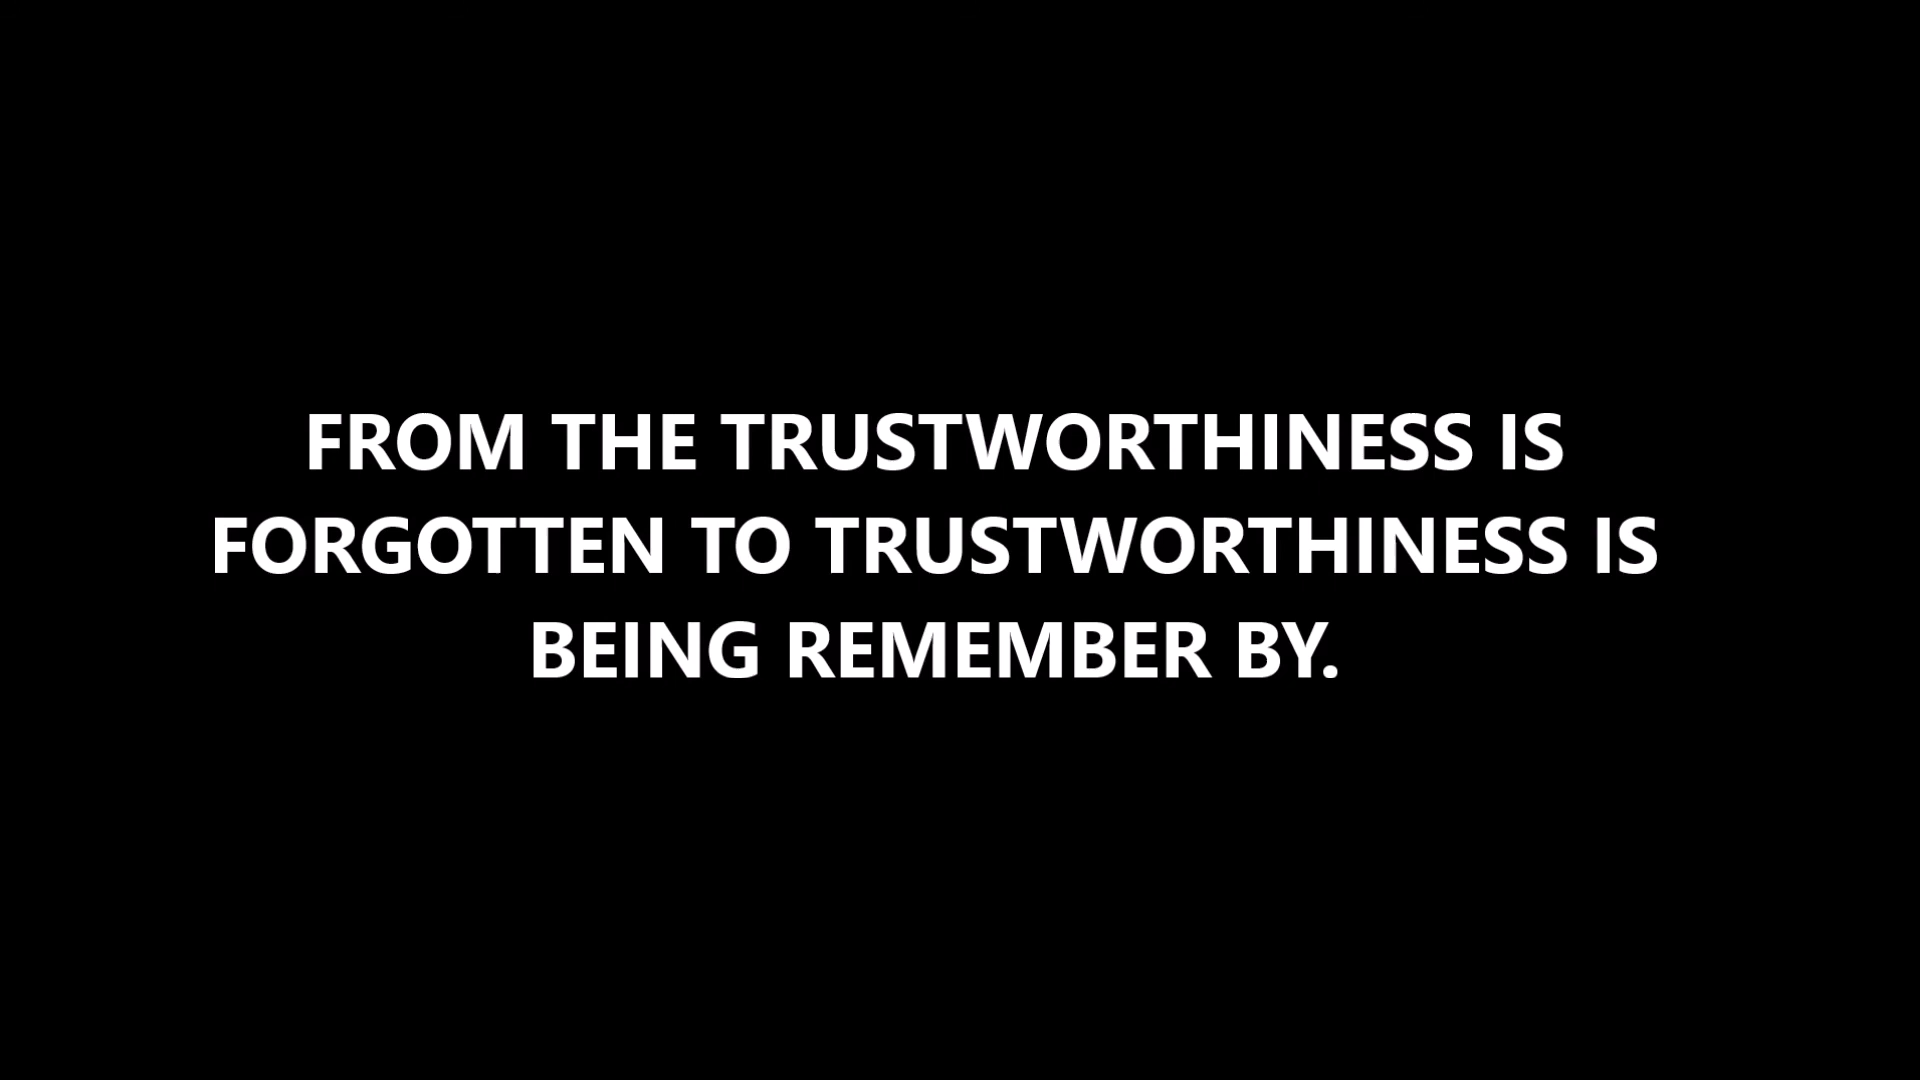 FROM THE TRUSTWORTHINESS IS
FORGOTTEN TO TRUSTWORTHINESS IS
BEING REMEMBER BY.